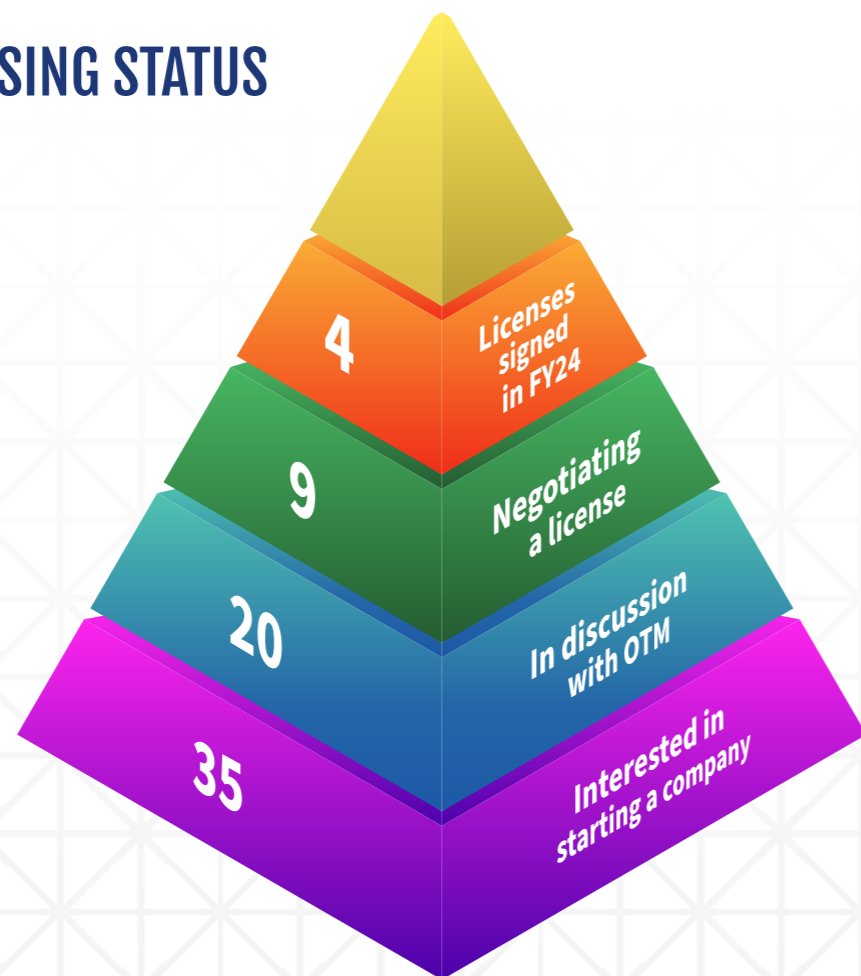 SING STATUS
4
Licenses
signed
in FY24
9
Negotiating
a license
20
In discussion
with OTM
35
Interested in
starting a company